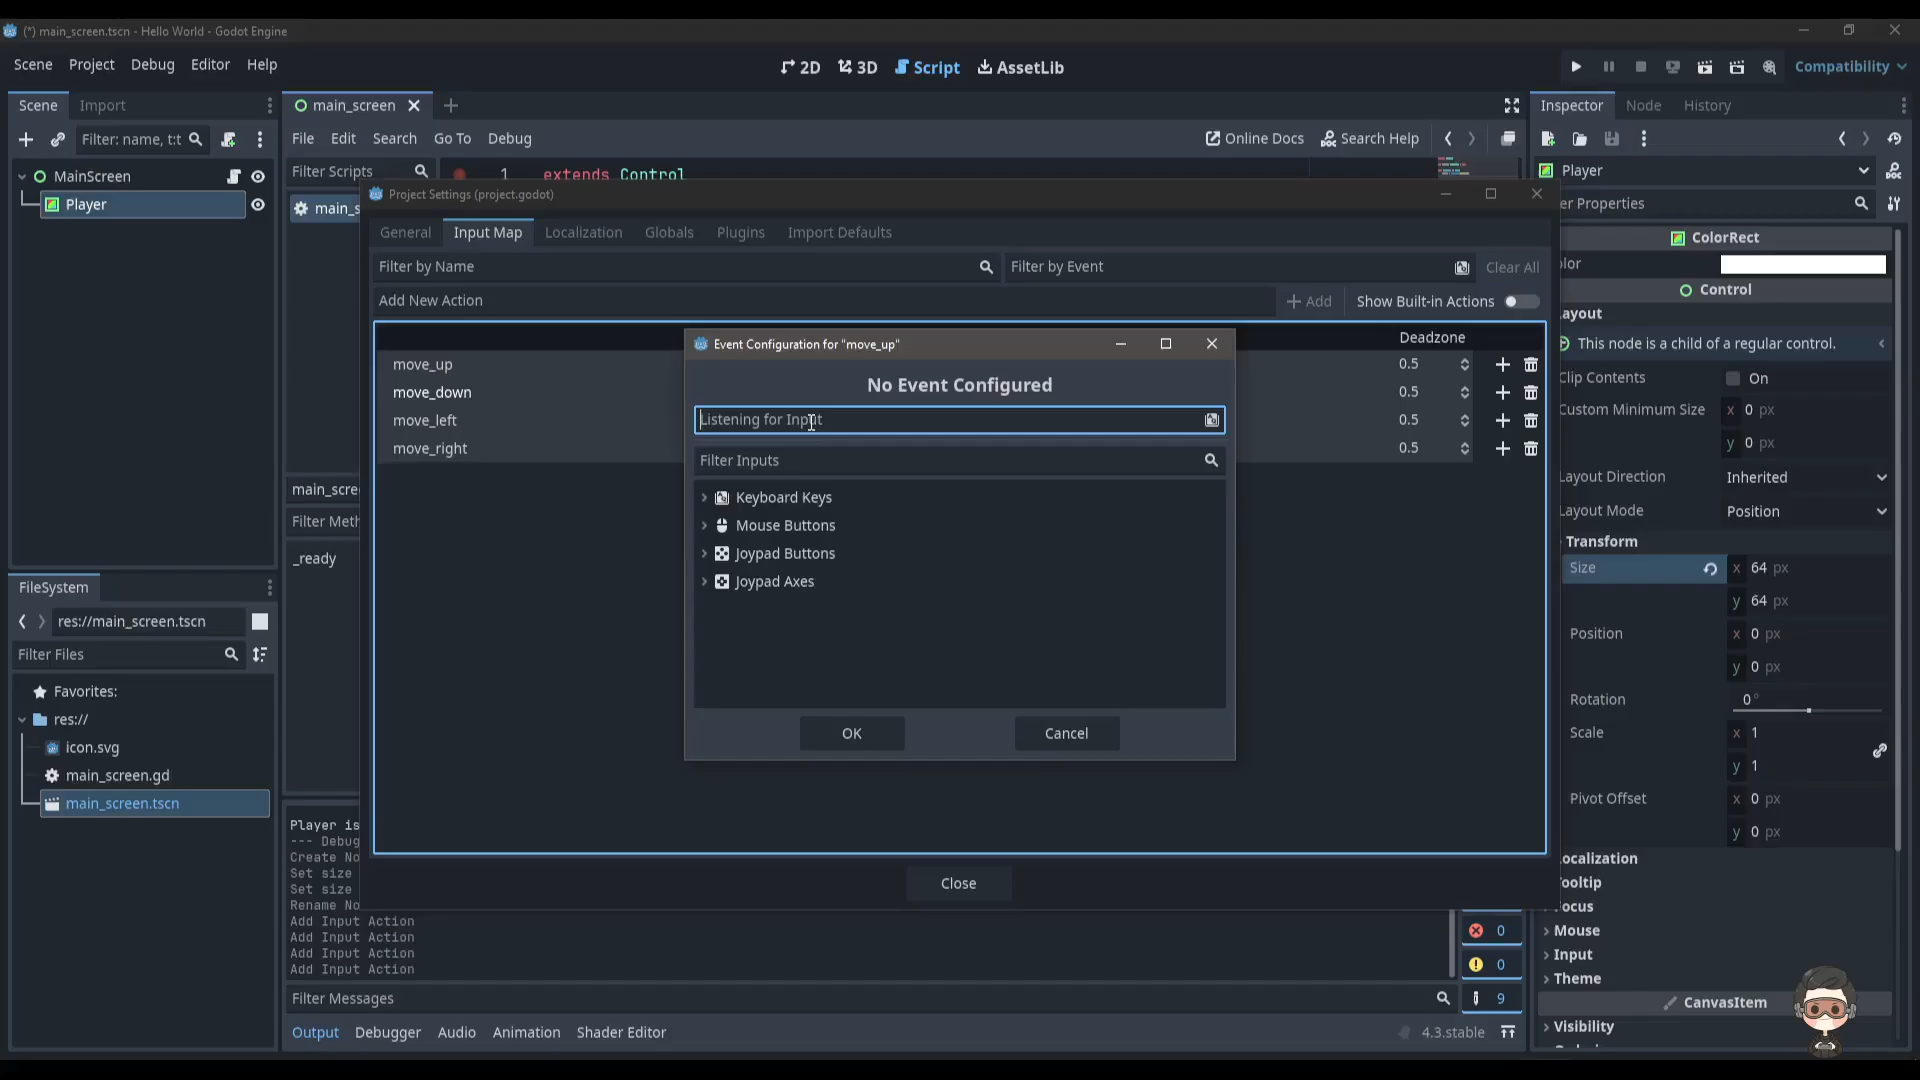 (*) main_screen.tscn - Hello World - Godot Engine
Scene Project Debug Editor Help
2D 3D Script AssetLib
Compatibility
Scene Import
Filter: name, t:t
MainScreen
Player
FileSystem
res://main_screen.tscn
Filter Files
Favorites:
res://
icon.svg
main_screen.gd
main_screen.tscn
main_screen
File Edit Search Go To Debug
Online Docs Search Help
Filter Scripts
1 extends Control
main_s
main_scree
Filter Meth
_ready
Project Settings (project.godot)
General Input Map Localization Globals Plugins Import Defaults
Filter by Name
Filter by Event
Clear All
Add New Action
Add
Show Built-in Actions
Deadzone
move_up 0.5
move_down 0.5
move_left 0.5
move_right 0.5
Event Configuration for "move_up"
No Event Configured
Listening for Input
Filter Inputs
Keyboard Keys
Mouse Buttons
Joypad Buttons
Joypad Axes
OK Cancel
Close
Player is
--- Debug
Create No
Set size
Set size
Rename No
Add Input Action
Add Input Action
Add Input Action
Add Input Action
0
0
9
Filter Messages
Output Debugger Audio Animation Shader Editor
4.3.stable
Inspector Node History
Player
er Properties
ColorRect
lor
Control
ayout
This node is a child of a regular control.
Clip Contents On
Custom Minimum Size x 0 px
y 0 px
Layout Direction Inherited
Layout Mode Position
Transform
Size x 64 px
y 64 px
Position x 0 px
y 0 px
Rotation 0 °
Scale x 1
y 1
Pivot Offset x 0 px
y 0 px
ocalization
ooltip
ocus
Mouse
Input
Theme
CanvasItem
Visibility